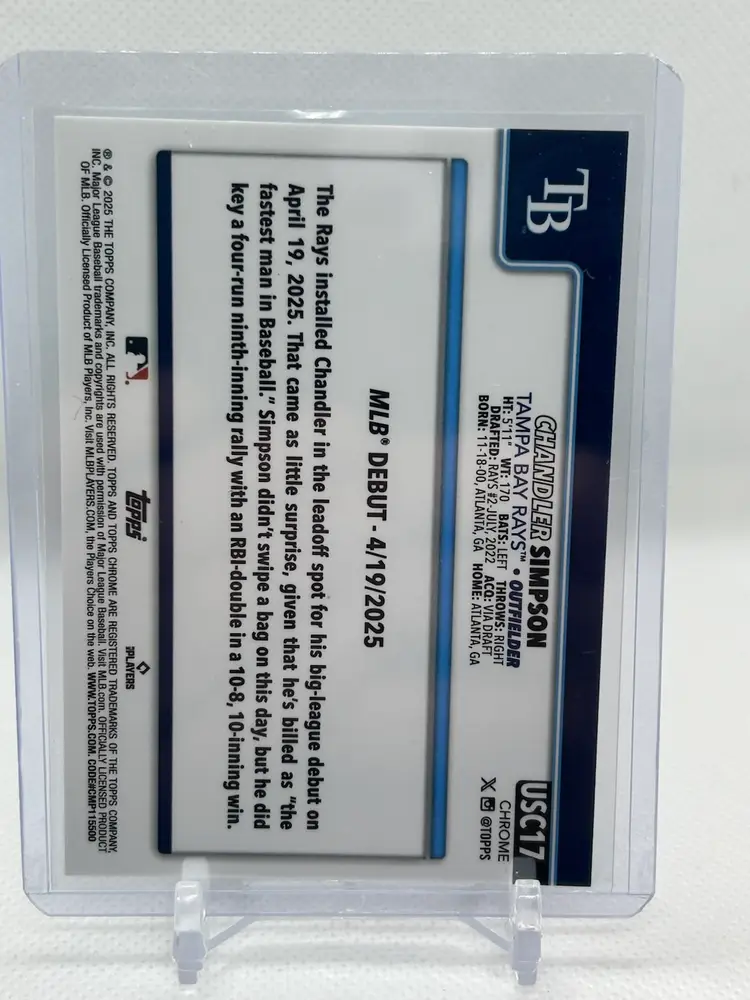 TB
CHANDLER SIMPSON
TAMPA BAY RAYS™ • OUTFIELDER
HT: 5'11" WT: 170 BATS: LEFT THROWS: RIGHT
DRAFTED: RAYS #2-JULY, 2022 ACQ: VIA DRAFT
BORN: 11-18-00, ATLANTA, GA HOME: ATLANTA, GA
USC17
CHROME
X @TOPPS
MLB® DEBUT - 4/19/2025
The Rays installed Chandler in the leadoff spot for his big-league debut on
April 19, 2025. That came as little surprise, given that he's billed as "the
fastest man in Baseball." Simpson didn't swipe a bag on this day, but he did
key a four-run ninth-inning rally with an RBI-double in a 10-8, 10-inning win.
topps
PLAYERS
® & © 2025 THE TOPPS COMPANY, INC. ALL RIGHTS RESERVED. TOPPS AND TOPPS CHROME ARE REGISTERED TRADEMARKS OF THE TOPPS COMPANY,
INC. Major League Baseball trademarks and copyrights are used with permission of Major League Baseball. Visit MLB.com. OFFICIALLY LICENSED PRODUCT
OF MLB. Officially Licensed Product of MLB Players, Inc. Visit MLBPLAYERS.COM, the Players Choice on the web. WWW.TOPPS.COM. CODE#CMP115500